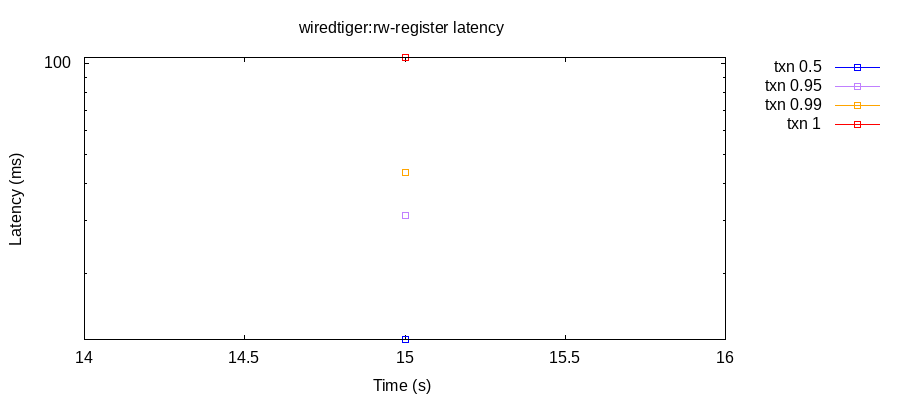 wiredtiger:rw-register latency
100
txn 0.5
txn 0.95
txn 0.99
txn 1
Latency (ms)
14 14.5 15 15.5 16
Time (s)